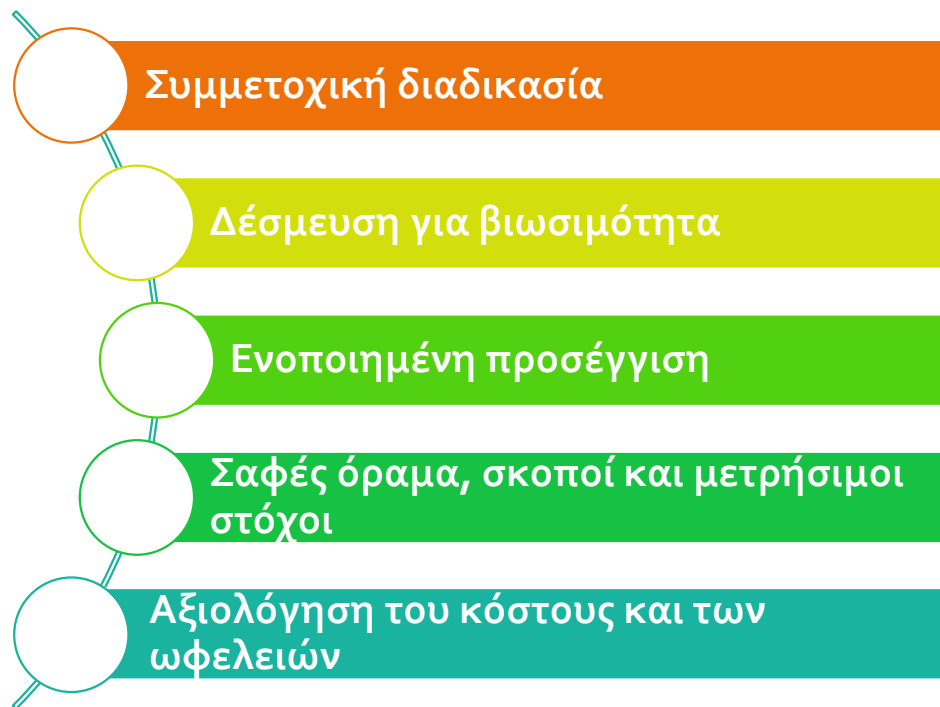 Συμμετοχική διαδικασία
Δέσμευση για βιωσιμότητα
Ενοποιημένη προσέγγιση
Σαφές όραμα, σκοποί και μετρήσιμοι
στόχοι
Αξιολόγηση του κόστους και των
ωφελειών